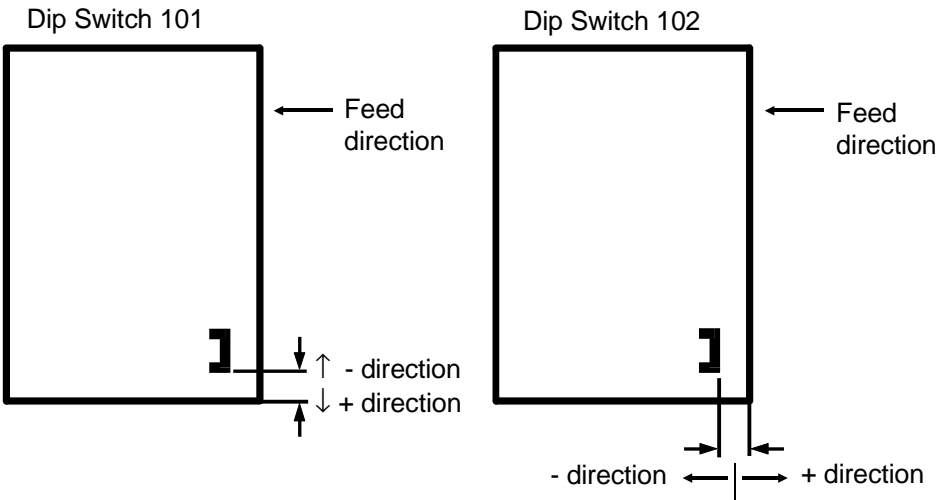 Dip Switch 101
Dip Switch 102
Feed
direction
Feed
direction
↑ - direction
↓ + direction
- direction
+ direction